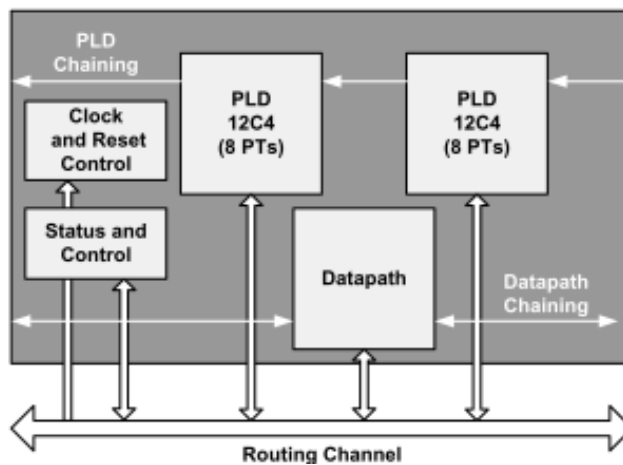 PLD
Chaining
PLD
12C4
(8 PTs)
PLD
12C4
(8 PTs)
Clock
and Reset
Control
Status and
Control
Datapath
Datapath
Chaining
Routing Channel